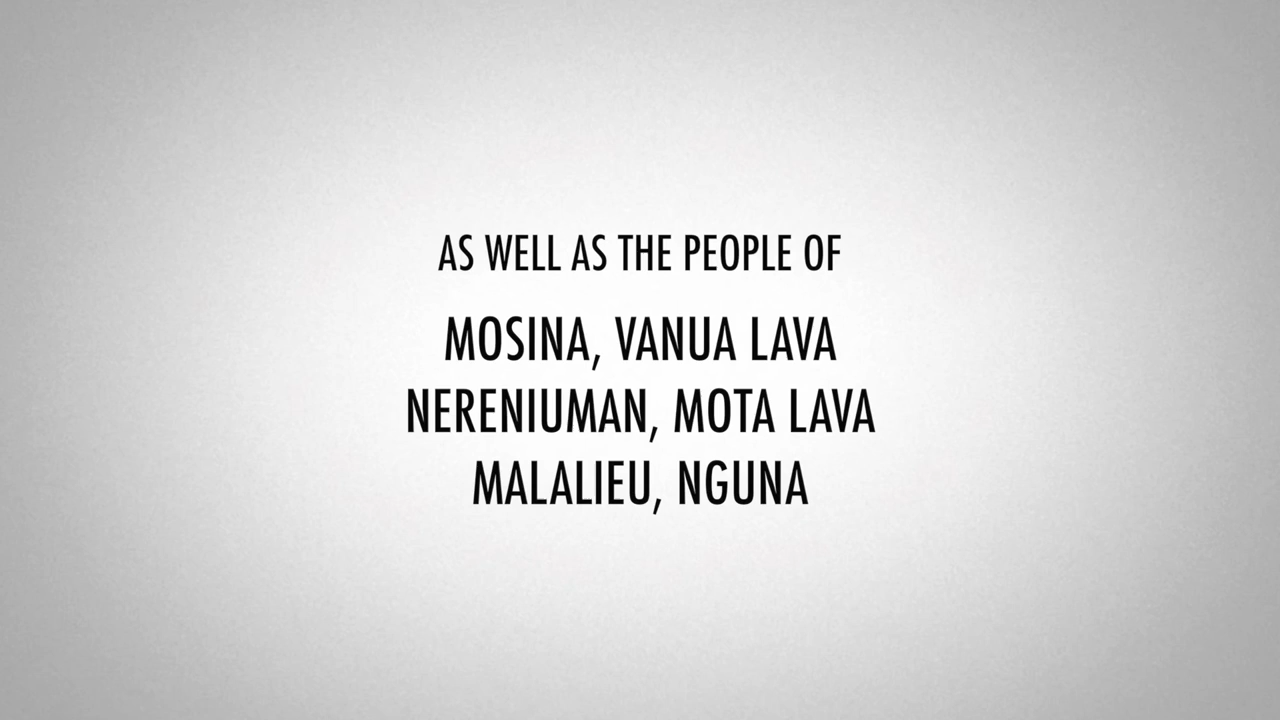 AS WELL AS THE PEOPLE OF
MOSINA, VANUA LAVA
NERENIUMAN, MOTA LAVA
MALALIEU, NGUNA